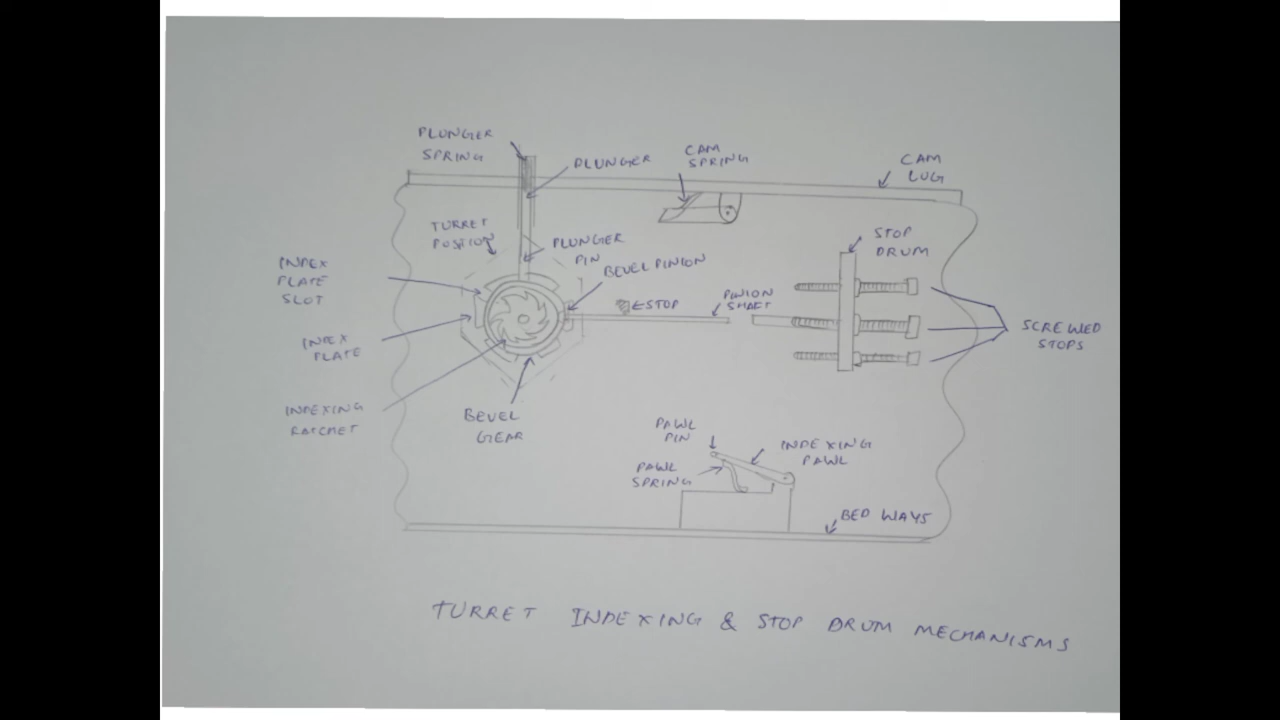 PLUNGER
SPRING
PLUNGER
CAM
SPRING
CAM
LUG
TURRET
POSTION
PLUNGER
PIN
BEVEL PINION
STOP
DRUM
INDEX
PLATE
SLOT
STOP
PINION
SHAFT
SCREWED
STOPS
INDEX
PLATE
INDEXING
RATCHET
BEVEL
GEAR
PAWL
PIN
INDEXING
PAWL
PAWL
SPRING
BED WAYS
TURRET INDEXING & STOP DRUM MECHANISMS